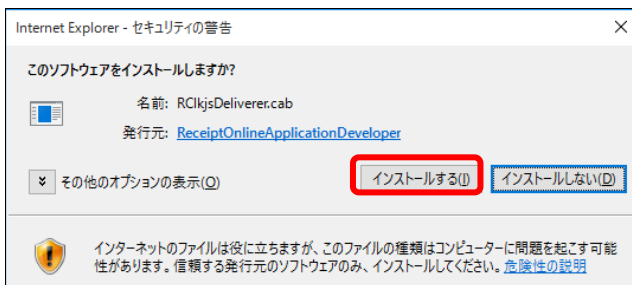 Internet Explorer - セキュリティの警告
このソフトウェアをインストールしますか?
名前: RCIkjsDeliverer.cab
発行元: ReceiptOnlineApplicationDeveloper
その他のオプションの表示(O)
インストールする(I)
インストールしない(D)
インターネットのファイルは役に立ちますが、このファイルの種類はコンピューターに問題を起こす可能
性があります。信頼する発行元のソフトウェアのみ、インストールしてください。危険性の説明